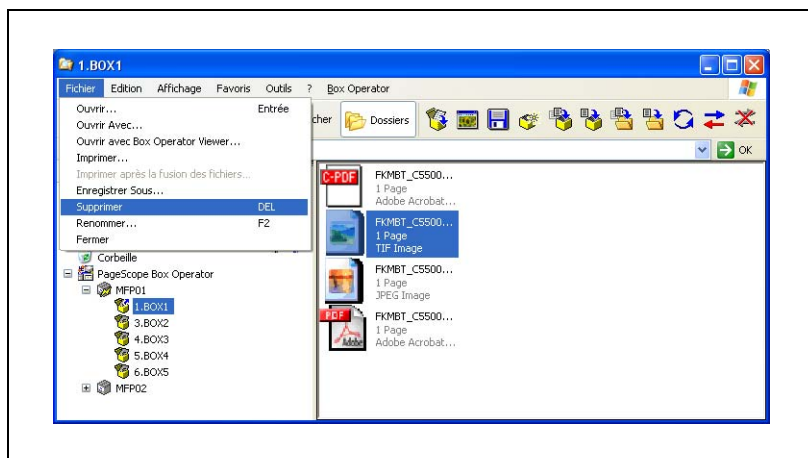 1.BOX1
Fichier Edition Affichage Favoris Outils ? Box Operator
Ouvrir... Entrée
Ouvrir Avec...
Ouvrir avec Box Operator Viewer...
Imprimer...
Imprimer après la fusion des fichiers...
Enregistrer Sous...
Supprimer DEL
Renommer... F2
Fermer
cher Dossiers
OK
Corbeille
PageScope Box Operator
MFP01
1.BOX1
3.BOX2
4.BOX3
5.BOX4
6.BOX5
MFP02
C-PDF
FKMBT_C5500...
1 Page
Adobe Acrobat...
FKMBT_C5500...
1 Page
TIF Image
FKMBT_C5500...
1 Page
JPEG Image
PDF
Adobe
FKMBT_C5500...
1 Page
Adobe Acrobat...